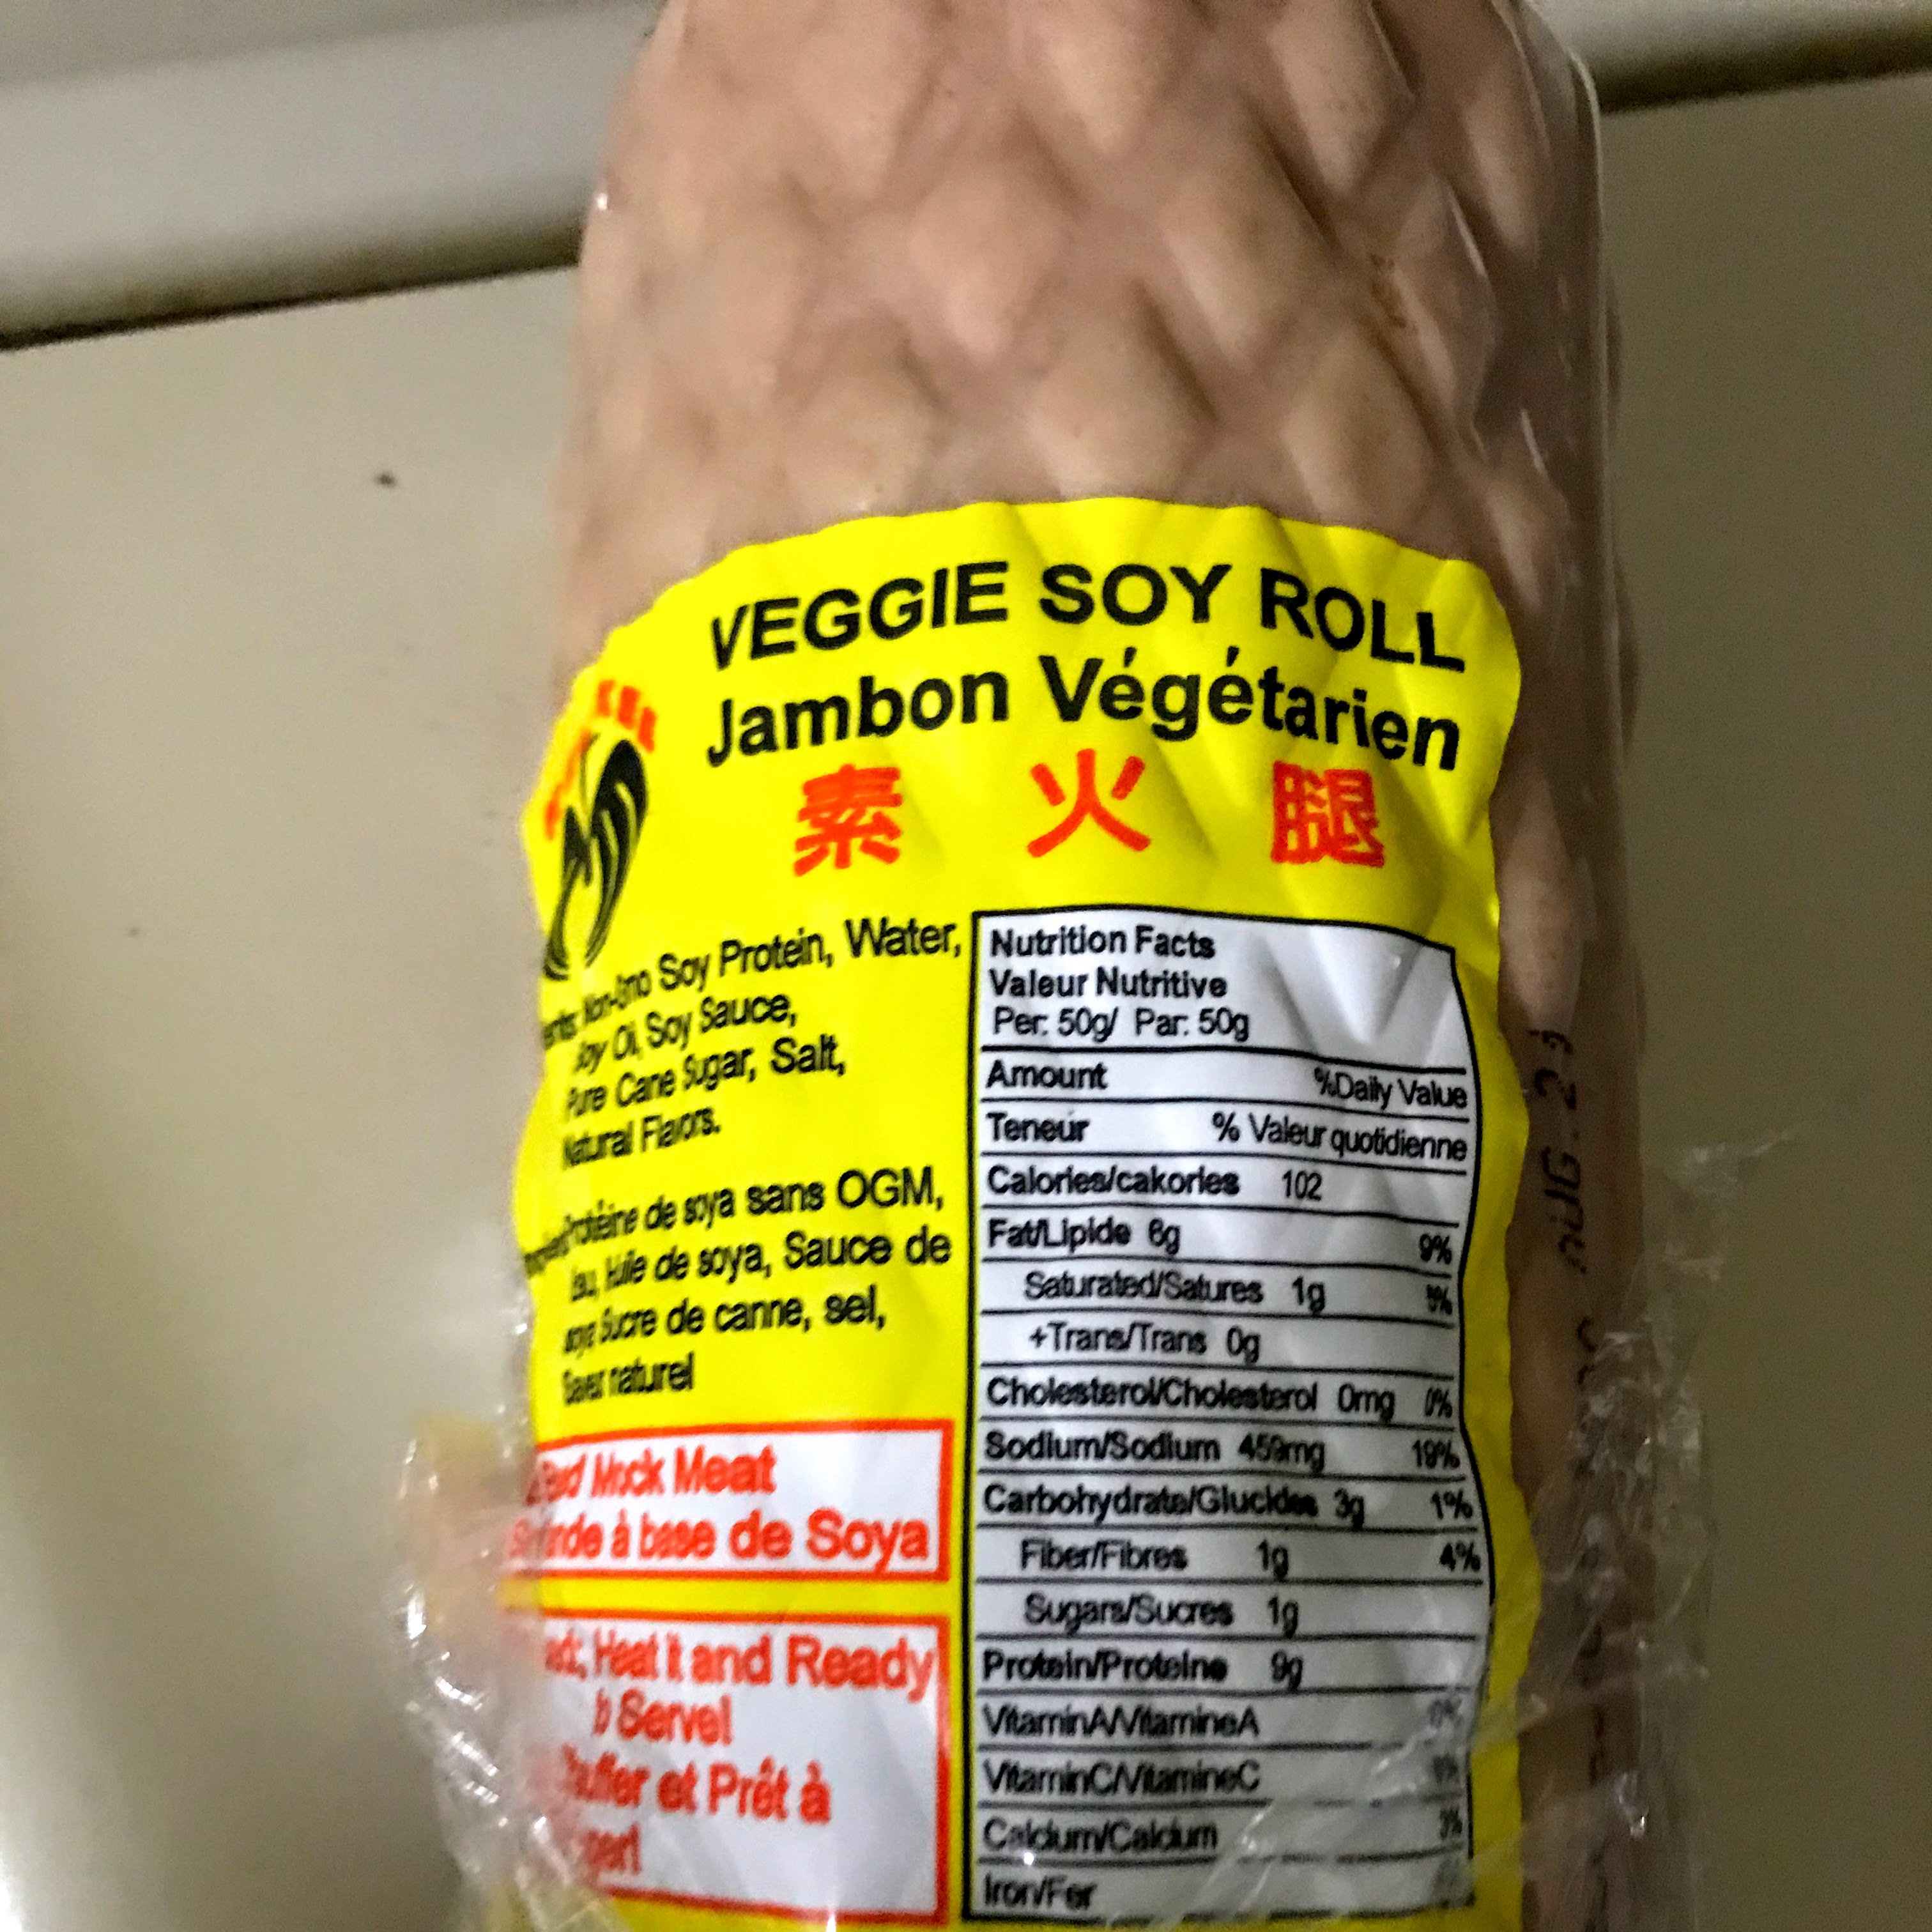 VEGGIE SOY ROLL
Jambon Végétarien
素 火 腿
Non-Gmo Soy Protein, Water,
Soy Oil, Soy Sauce,
Pure Cane Sugar, Salt,
Natural Flavors.
Protéine de soya sans OGM,
Huile de soya, Sauce de
soya Sucre de canne, sel,
naturel
Mock Meat
à base de Soya
Heat it and Ready
Serve!
et Prêt à
Nutrition Facts
Valeur Nutritive
Per: 50g/ Par: 50g
Amount %Daily Value
Teneur % Valeur quotidienne
Calories/cakories 102
Fat/Lipide 6g 9%
Saturated/Satures 1g 5%
+Trans/Trans 0g
Cholesterol/Cholesterol 0mg 0%
Sodium/Sodium 459mg 19%
Carbohydrate/Glucides 3g 1%
Fiber/Fibres 1g 4%
Sugars/Sucres 1g
Protein/Proteine 9g
VitaminA/VitamineA
VitaminC/VitamineC
Calcium/Calcium 3%
Iron/Fer